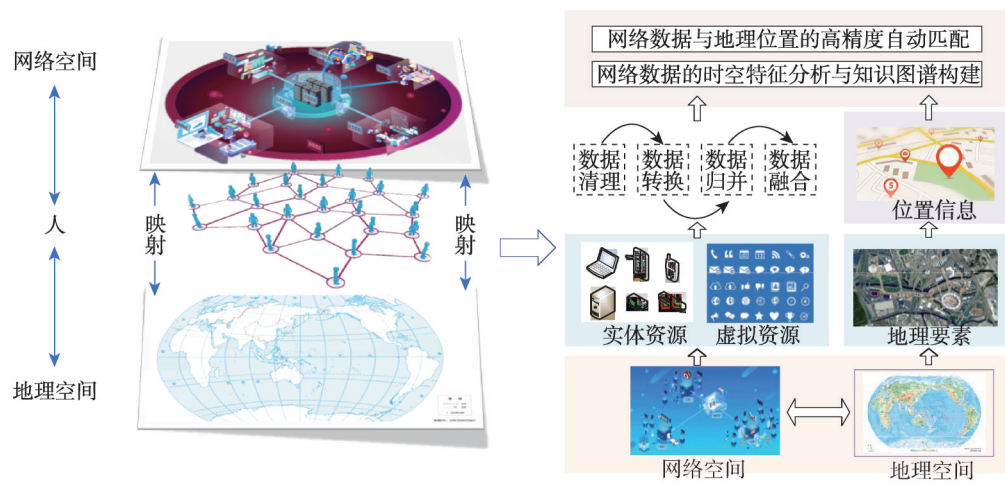 网络空间
人
地理空间
映射
映射
网络数据与地理位置的高精度自动匹配
网络数据的时空特征分析与知识图谱构建
数据清理
数据转换
数据归并
数据融合
位置信息
实体资源
虚拟资源
地理要素
网络空间
地理空间